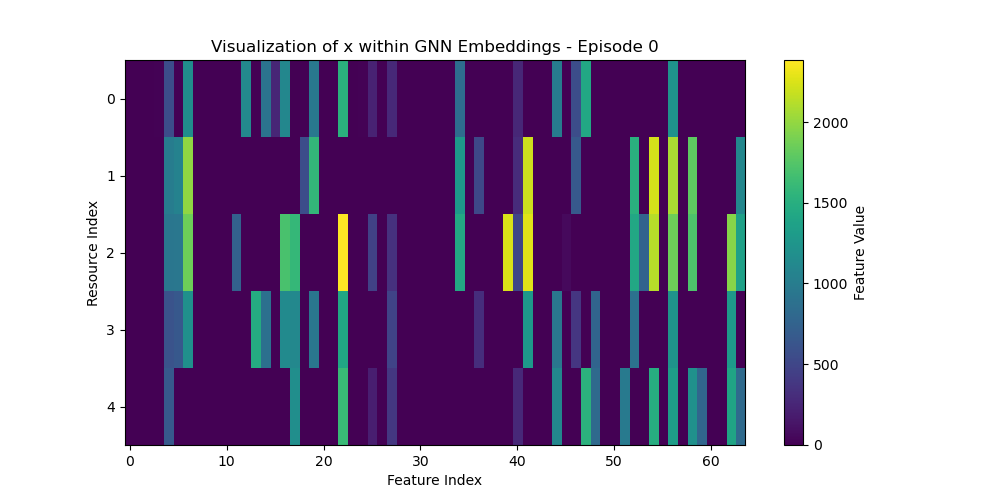 Visualization of x within GNN Embeddings - Episode 0
Resource Index
0
1
2
3
4
0 10 20 30 40 50 60
Feature Index
2000
1500
1000
500
0
Feature Value